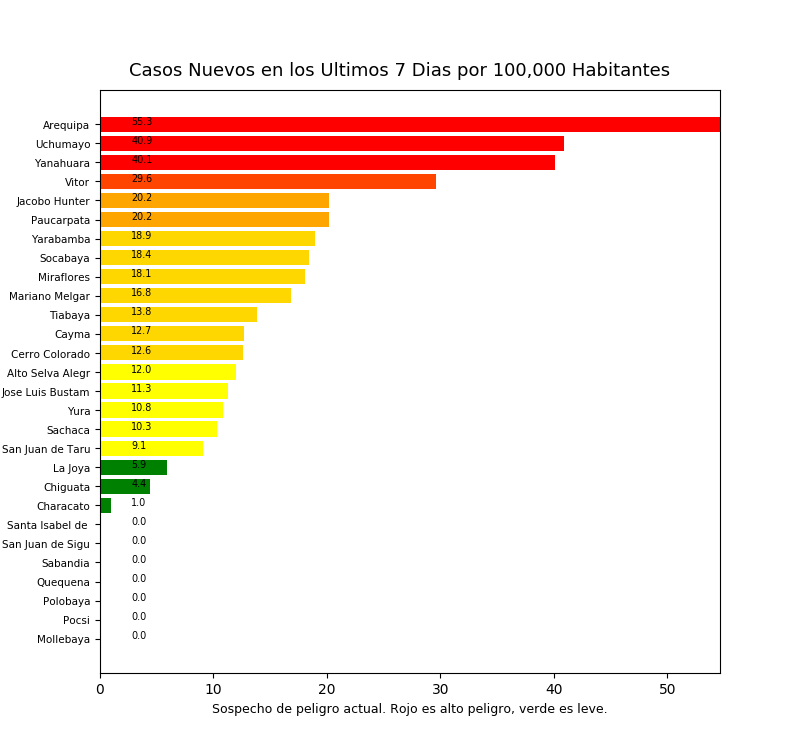 Casos Nuevos en los Ultimos 7 Dias por 100,000 Habitantes
Arequipa 55.3
Uchumayo 40.9
Yanahuara 40.1
Vitor 29.6
Jacobo Hunter 20.2
Paucarpata 20.2
Yarabamba 18.9
Socabaya 18.4
Miraflores 18.1
Mariano Melgar 16.8
Tiabaya 13.8
Cayma 12.7
Cerro Colorado 12.6
Alto Selva Alegr 12.0
Jose Luis Bustam 11.3
Yura 10.8
Sachaca 10.3
San Juan de Taru 9.1
La Joya 5.9
Chiguata 4.4
Characato 1.0
Santa Isabel de 0.0
San Juan de Sigu 0.0
Sabandia 0.0
Quequena 0.0
Polobaya 0.0
Pocsi 0.0
Mollebaya 0.0
0 10 20 30 40 50
Sospecho de peligro actual. Rojo es alto peligro, verde es leve.